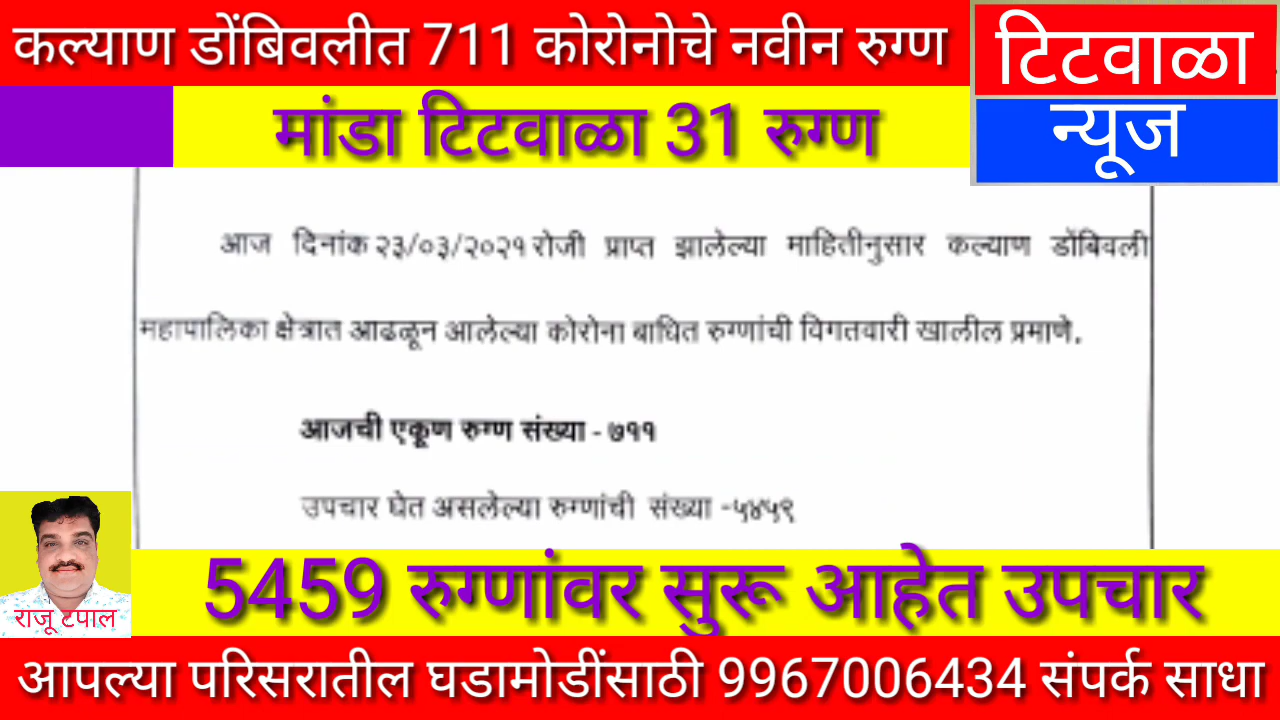 कल्याण डोंबिवलीत 711 कोरोनोचे नवीन रुग्ण
टिटवाळा
न्यूज
मांडा टिटवाळा 31 रुग्ण
आज दिनांक २३/०३/२०२१ रोजी प्राप्त झालेल्या माहितीनुसार कल्याण डोंबिवली
महापालिका क्षेत्रात आढळून आलेल्या कोरोना बाधित रुग्णांची विगतवारी खालील प्रमाणे.
आजची एकूण रुग्ण संख्या - ७११
उपचार घेत असलेल्या रुग्णांची संख्या -५४५९
5459 रुग्णांवर सुरू आहेत उपचार
राजू टपाल
आपल्या परिसरातील घडामोडींसाठी 9967006434 संपर्क साधा